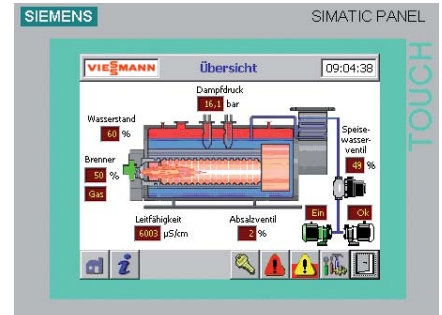 SIEMENS
SIMATIC PANEL
TOUCH
VIESMANN
Übersicht
09:04:38
Dampfdruck
16,1 bar
Wasserstand
60 %
Speise-
wasser-
ventil
49 %
Brenner
50 %
Gas
Leitfähigkeit
6003 µS/cm
Absalzventil
2 %
Ein
Ok